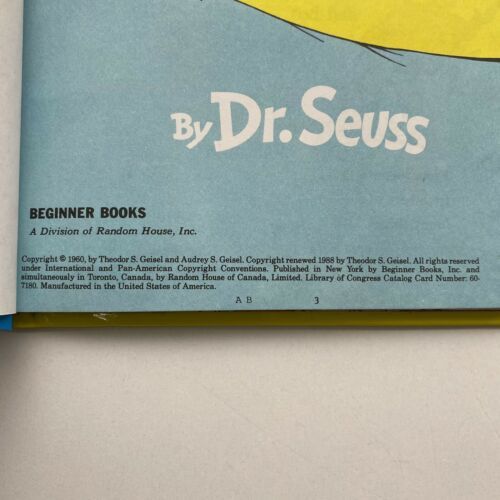 By Dr. Seuss
BEGINNER BOOKS
A Division of Random House, Inc.
Copyright © 1960, by Theodor S. Geisel and Audrey S. Geisel. Copyright renewed 1988 by Theodor S. Geisel. All rights reserved
under International and Pan-American Copyright Conventions. Published in New York by Beginner Books, Inc. and
simultaneously in Toronto, Canada, by Random House of Canada, Limited. Library of Congress Catalog Card Number: 60-
7180. Manufactured in the United States of America.
A B 3